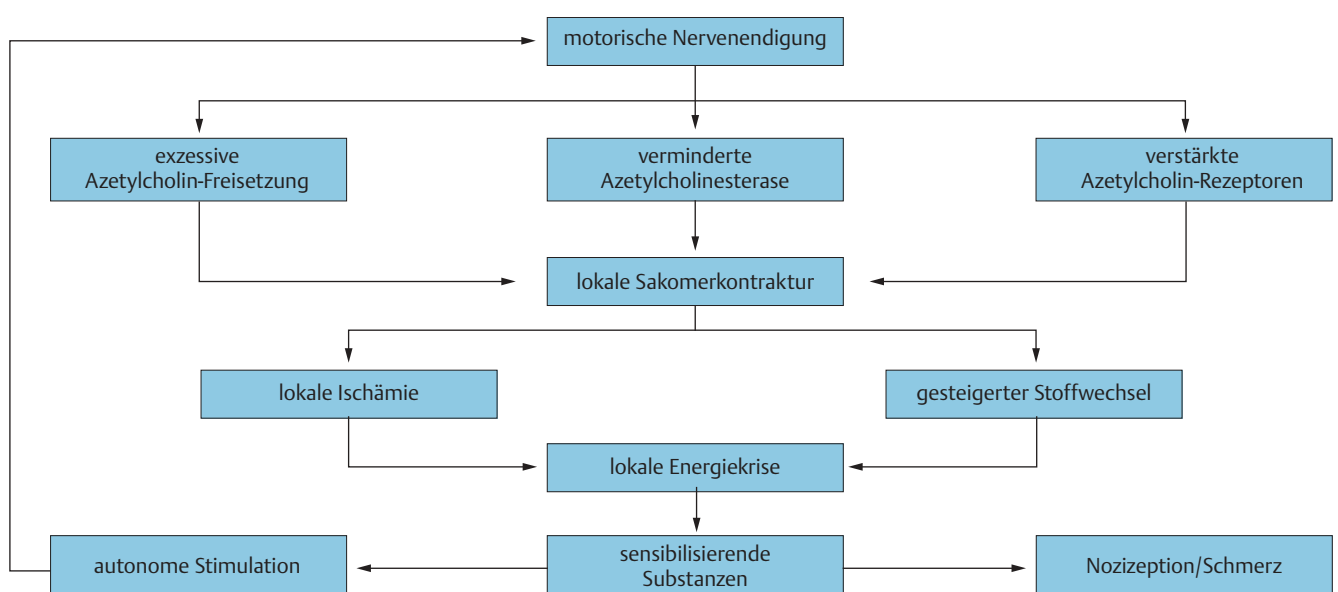 motorische Nervenendigung
exzessive
Azetylcholin-Freisetzung
verminderte
Azetylcholinesterase
verstärkte
Azetylcholin-Rezeptoren
lokale Sakomerkontraktur
lokale Ischämie
gesteigerter Stoffwechsel
lokale Energiekrise
autonome Stimulation
sensibilisierende
Substanzen
Nozizeption/Schmerz